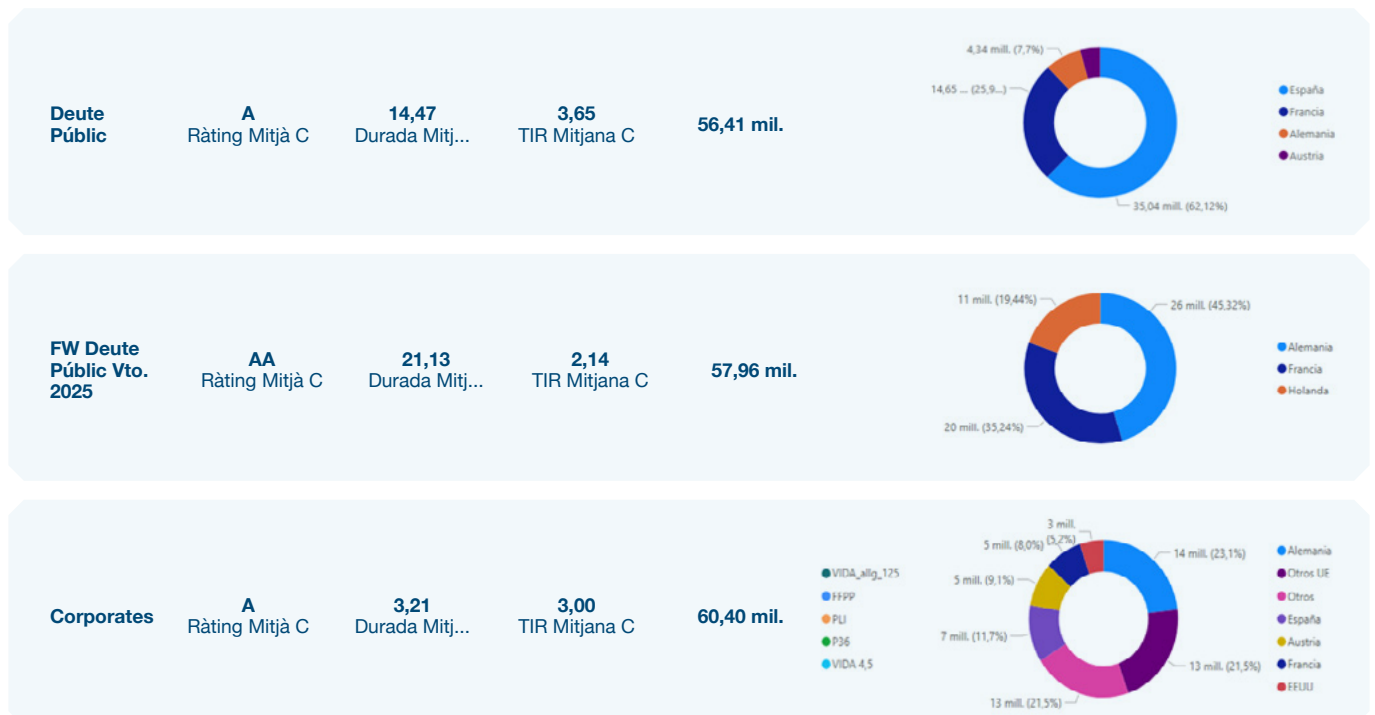 Deute
Públic
A
Ràting Mitjà C
14,47
Durada Mitj...
3,65
TIR Mitjana C
56,41 mil.
4,34 mill. (7,7%)
14,65 ... (25,9...)
35,04 mill. (62,12%)
España
Francia
Alemania
Austria
FW Deute
Públic Vto.
2025
AA
Ràting Mitjà C
21,13
Durada Mitj...
2,14
TIR Mitjana C
57,96 mil.
11 mill. (19,44%)
26 mill. (45,32%)
20 mill. (35,24%)
Alemania
Francia
Holanda
Corporates
A
Ràting Mitjà C
3,21
Durada Mitj...
3,00
TIR Mitjana C
60,40 mil.
VIDA_allg_125
FFPP
PLI
P36
VIDA 4,5
3 mill.
(5,2%)
5 mill. (8,0%)
5 mill. (9,1%)
7 mill. (11,7%)
13 mill. (21,5%)
14 mill. (23,1%)
13 mill. (21,5%)
Alemania
Otros UE
Otros
España
Austria
Francia
EEUU